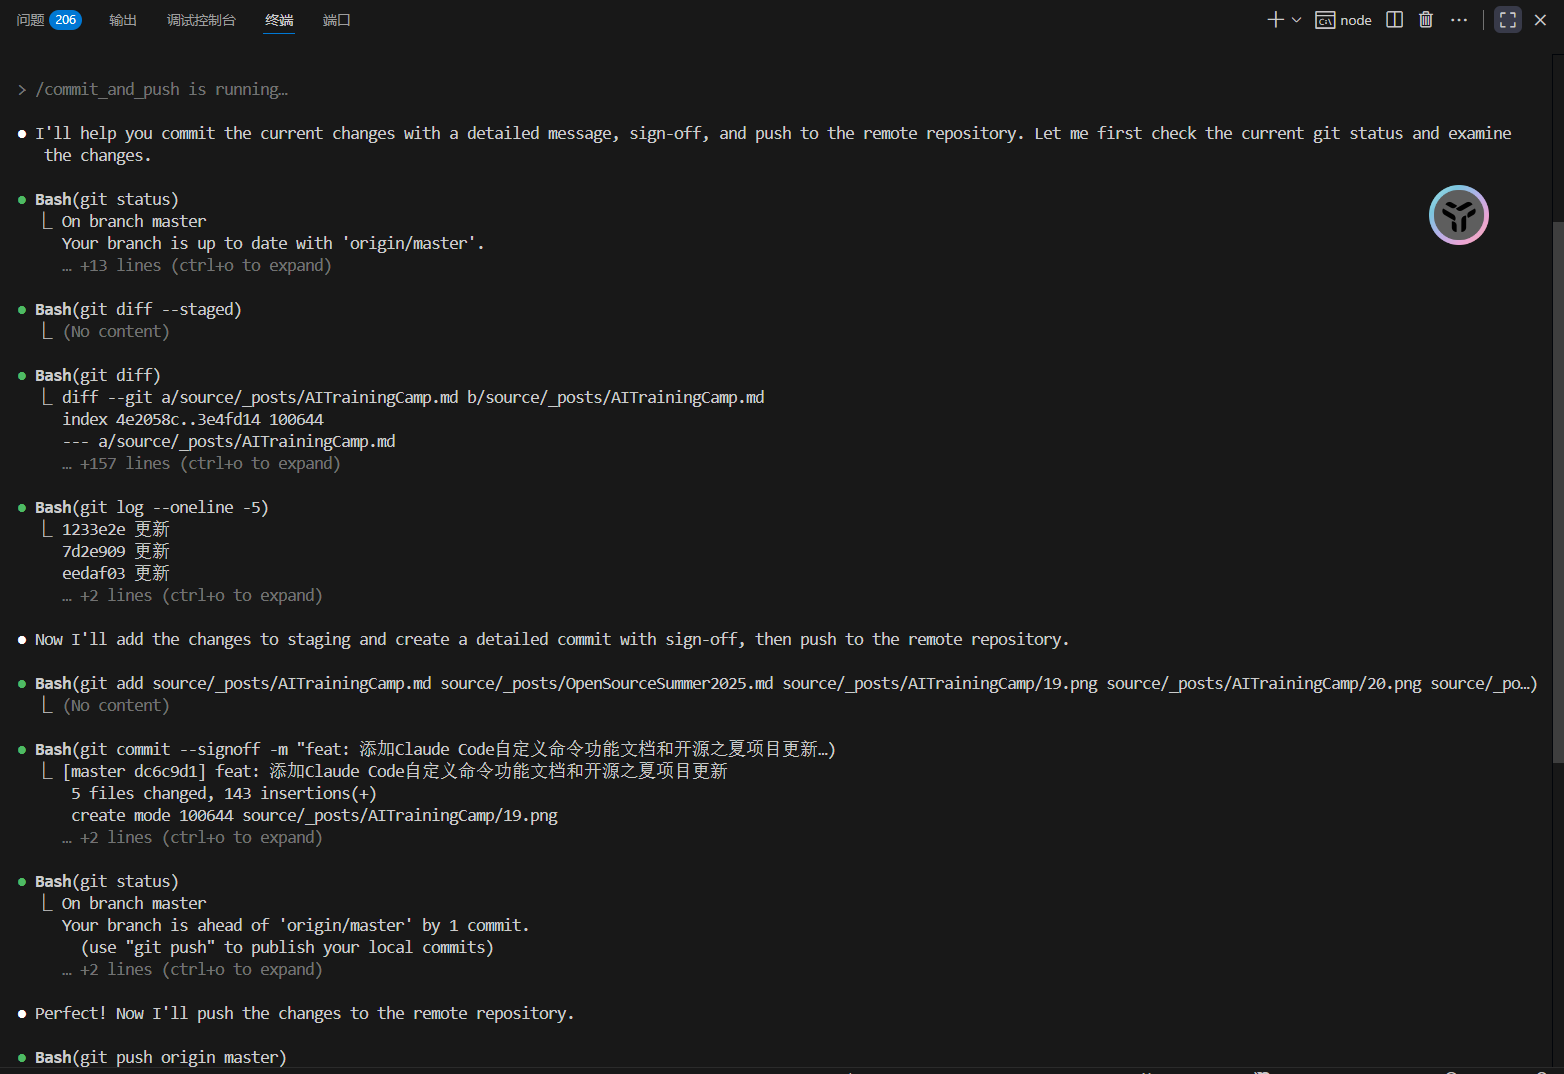 问题 206 输出 调试控制台 终端 端口 node
> /commit_and_push is running…
● I'll help you commit the current changes with a detailed message, sign-off, and push to the remote repository. Let me first check the current git status and examine
the changes.
● Bash(git status)
⎿ On branch master
Your branch is up to date with 'origin/master'.
… +13 lines (ctrl+o to expand)
● Bash(git diff --staged)
⎿ (No content)
● Bash(git diff)
⎿ diff --git a/source/_posts/AITrainingCamp.md b/source/_posts/AITrainingCamp.md
index 4e2058c..3e4fd14 100644
--- a/source/_posts/AITrainingCamp.md
… +157 lines (ctrl+o to expand)
● Bash(git log --oneline -5)
⎿ 1233e2e 更新
7d2e909 更新
eedaf03 更新
… +2 lines (ctrl+o to expand)
● Now I'll add the changes to staging and create a detailed commit with sign-off, then push to the remote repository.
● Bash(git add source/_posts/AITrainingCamp.md source/_posts/OpenSourceSummer2025.md source/_posts/AITrainingCamp/19.png source/_posts/AITrainingCamp/20.png source/_po…)
⎿ (No content)
● Bash(git commit --signoff -m "feat: 添加Claude Code自定义命令功能文档和开源之夏项目更新…)
⎿ [master dc6c9d1] feat: 添加Claude Code自定义命令功能文档和开源之夏项目更新
5 files changed, 143 insertions(+)
create mode 100644 source/_posts/AITrainingCamp/19.png
… +2 lines (ctrl+o to expand)
● Bash(git status)
⎿ On branch master
Your branch is ahead of 'origin/master' by 1 commit.
(use "git push" to publish your local commits)
… +2 lines (ctrl+o to expand)
● Perfect! Now I'll push the changes to the remote repository.
● Bash(git push origin master)